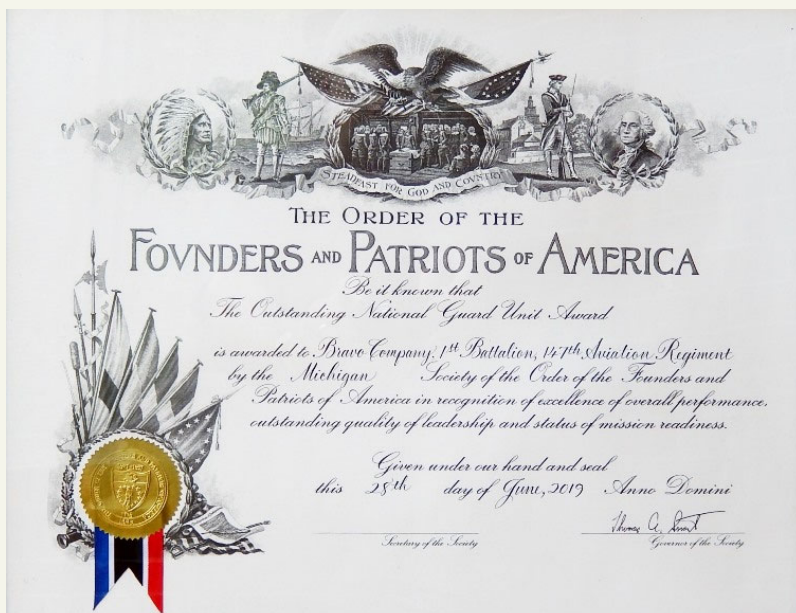 STEADFAST FOR GOD AND COVNTRY
THE ORDER OF THE
FOVNDERS AND PATRIOTS OF AMERICA
Be it known that
The Outstanding National Guard Unit Award
is awarded to Bravo Company, 1st Battalion, 147th Aviation Regiment
by the Michigan Society of the Order of the Founders and
Patriots of America in recognition of excellence of overall performance,
outstanding quality of leadership and status of mission readiness.
Given under our hand and seal
this 28th day of June, 2019 Anno Domini
Thomas A.
Secretary of the Society
Governor of the Society